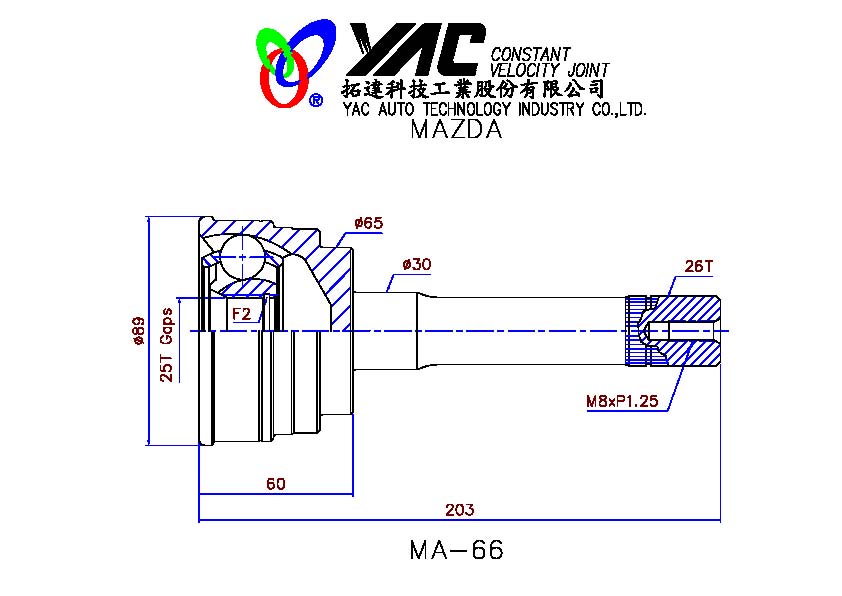 YAC CONSTANT
VELOCITY JOINT
拓達科技工業股份有限公司
®
YAC AUTO TECHNOLOGY INDUSTRY CO.,LTD.
MAZDA
ø65
ø30
26T
F2
ø89
25T Gaps
M8xP1.25
60
203
MA-66